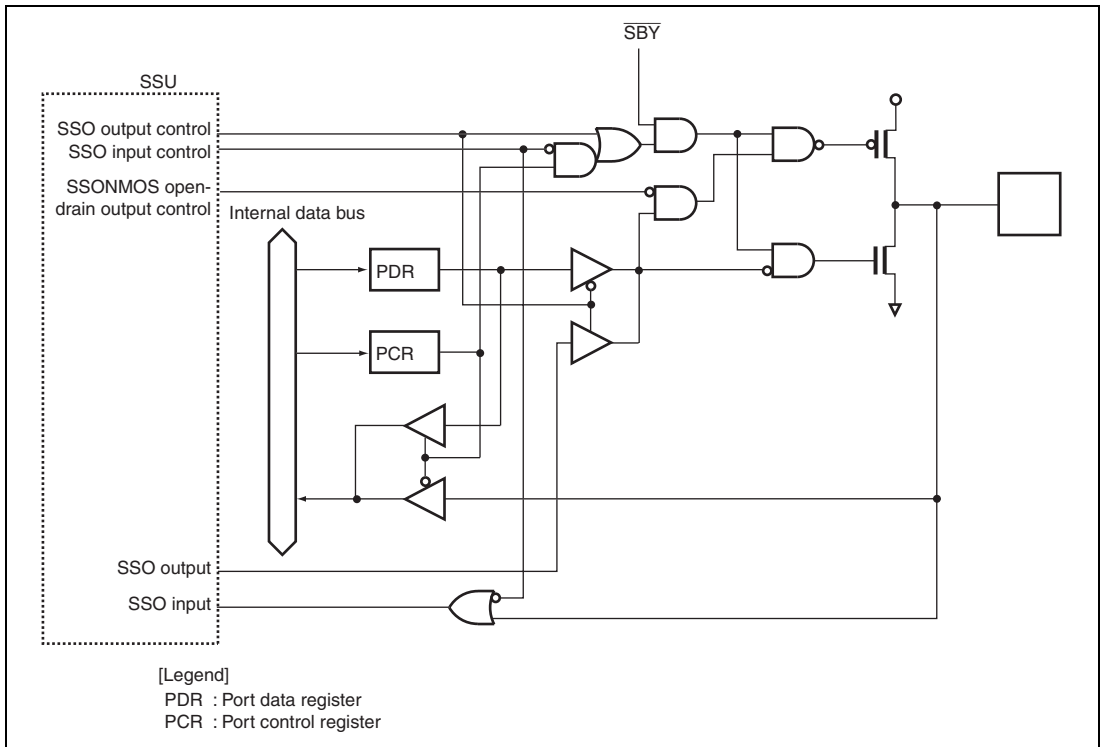 SBY
SSU
SSO output control
SSO input control
SSONMOS open-
drain output control
Internal data bus
PDR
PCR
SSO output
SSO input
[Legend]
PDR : Port data register
PCR : Port control register